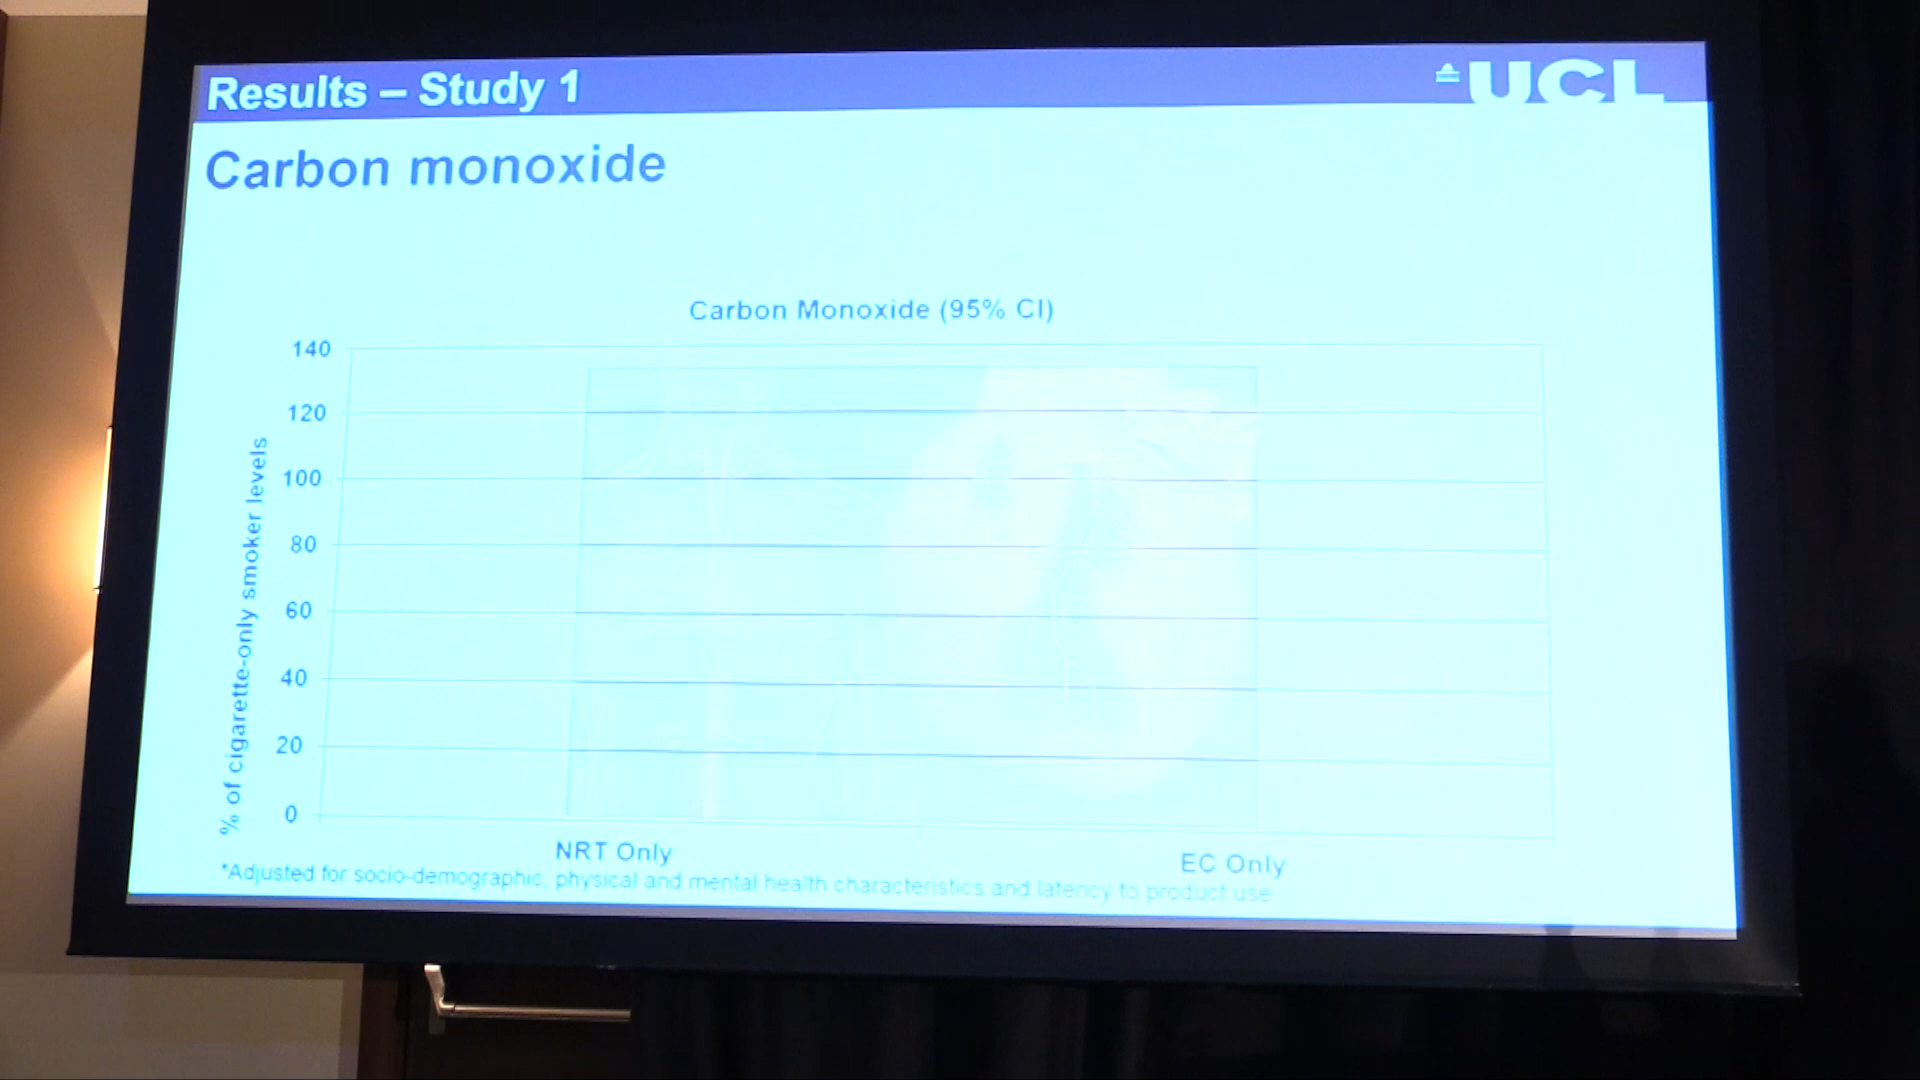 Results – Study 1
UCL
Carbon monoxide
Carbon Monoxide (95% CI)
140
120
100
80
60
40
20
0
% of cigarette-only smoker levels
NRT Only
EC Only
*Adjusted for socio-demographic, physical and mental health characteristics and latency to product use